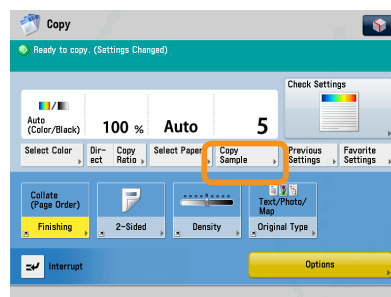 Copy
Ready to copy. (Settings Changed)
Check Settings
Auto
(Color/Black)
100 %
Auto
5
Select Color
Dir-
ect
Copy
Ratio
Select Paper
Copy
Sample
Previous
Settings
Favorite
Settings
Collate
(Page Order)
Text/Photo/
Map
Finishing
2-Sided
Density
Original Type
Interrupt
Options